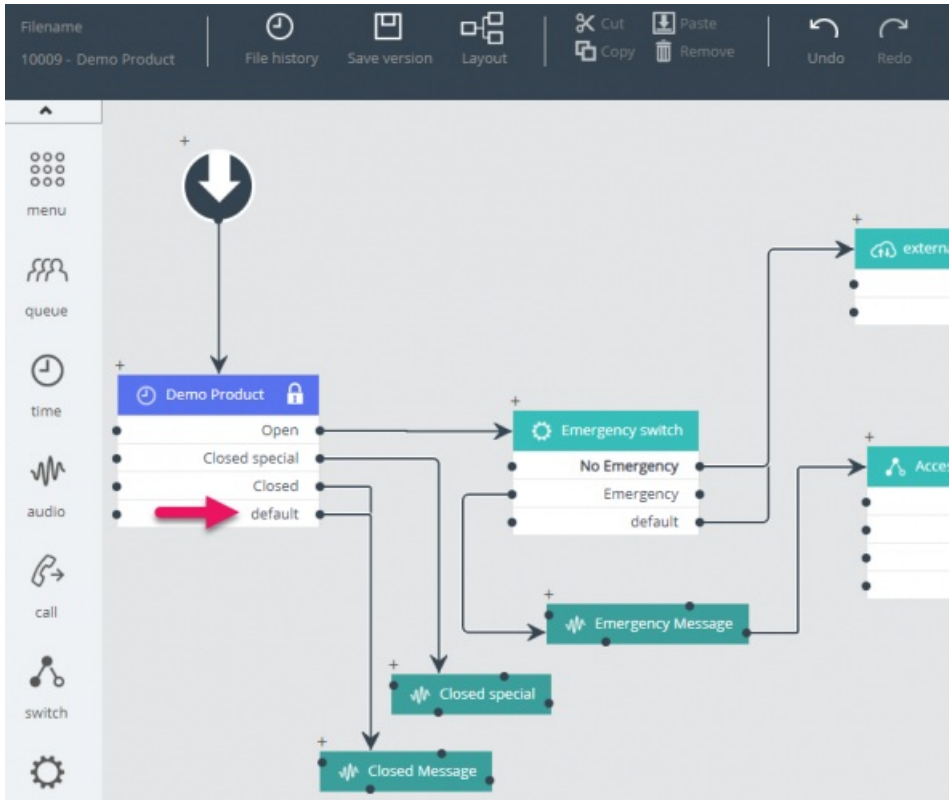 Filename
10009 - Demo Product
File history
Save version
Layout
Cut
Copy
Paste
Remove
Undo
Redo
menu
queue
time
audio
call
switch
Demo Product
Open
Closed special
Closed
default
Emergency switch
No Emergency
Emergency
default
externa
Acces
Emergency Message
Closed special
Closed Message